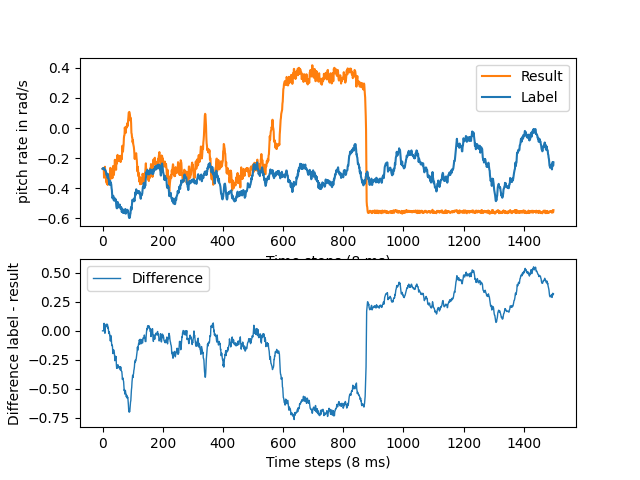 pitch rate in rad/s
0.4
0.2
0.0
−0.2
−0.4
−0.6
Result
Label
0 200 400 600 800 1000 1200 1400
Time steps (8 ms)
Difference label - result
0.50
0.25
0.00
−0.25
−0.50
−0.75
Difference
0 200 400 600 800 1000 1200 1400
Time steps (8 ms)